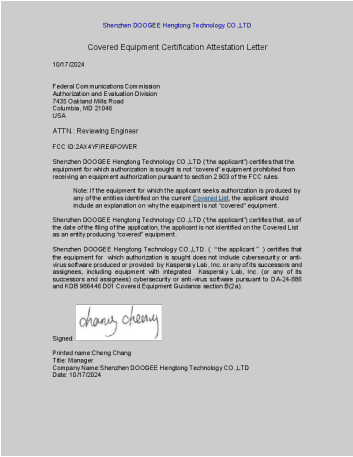 Shenzhen DOOGEE Hengtong Technology CO.,LTD
Covered Equipment Certification Attestation Letter
10/17/2024
Federal Communications Commission
Authorization and Evaluation Division
7435 Oakland Mills Road
Columbia, MD 21046
USA
ATTN.: Reviewing Engineer
FCC ID:2AX4YFIRE6POWER
Shenzhen DOOGEE Hengtong Technology CO.,LTD (“the applicant”) certifies that the
equipment for which authorization is sought is not “covered” equipment prohibited from
receiving an equipment authorization pursuant to section 2.903 of the FCC rules.
Note: If the equipment for which the applicant seeks authorization is produced by
any of the entities identified on the current Covered List, the applicant should
include an explanation on why the equipment is not “covered” equipment.
Shenzhen DOOGEE Hengtong Technology CO.,LTD (“the applicant”) certifies that, as of
the date of the filing of the application, the applicant is not identified on the Covered List
as an entity producing “covered” equipment.
Shenzhen DOOGEE Hengtong Technology CO.,LTD. ( “the applicant” ) certifies that
the equipment for which authorization is sought does not include cybersecurity or anti-
virus software produced or provided by Kaspersky Lab, Inc. or any of its successors and
assignees, including equipment with integrated Kaspersky Lab, Inc. (or any of its
successors and assignees) cybersecurity or anti-virus software pursuant to DA-24-886
and KDB 986446 D01 Covered Equipment Guidance section B(2a).
chang cheng
Signed:
Printed name:Cheng Chang
Title: Manager
Company Name:Shenzhen DOOGEE Hengtong Technology CO.,LTD
Date: 10/17/2024